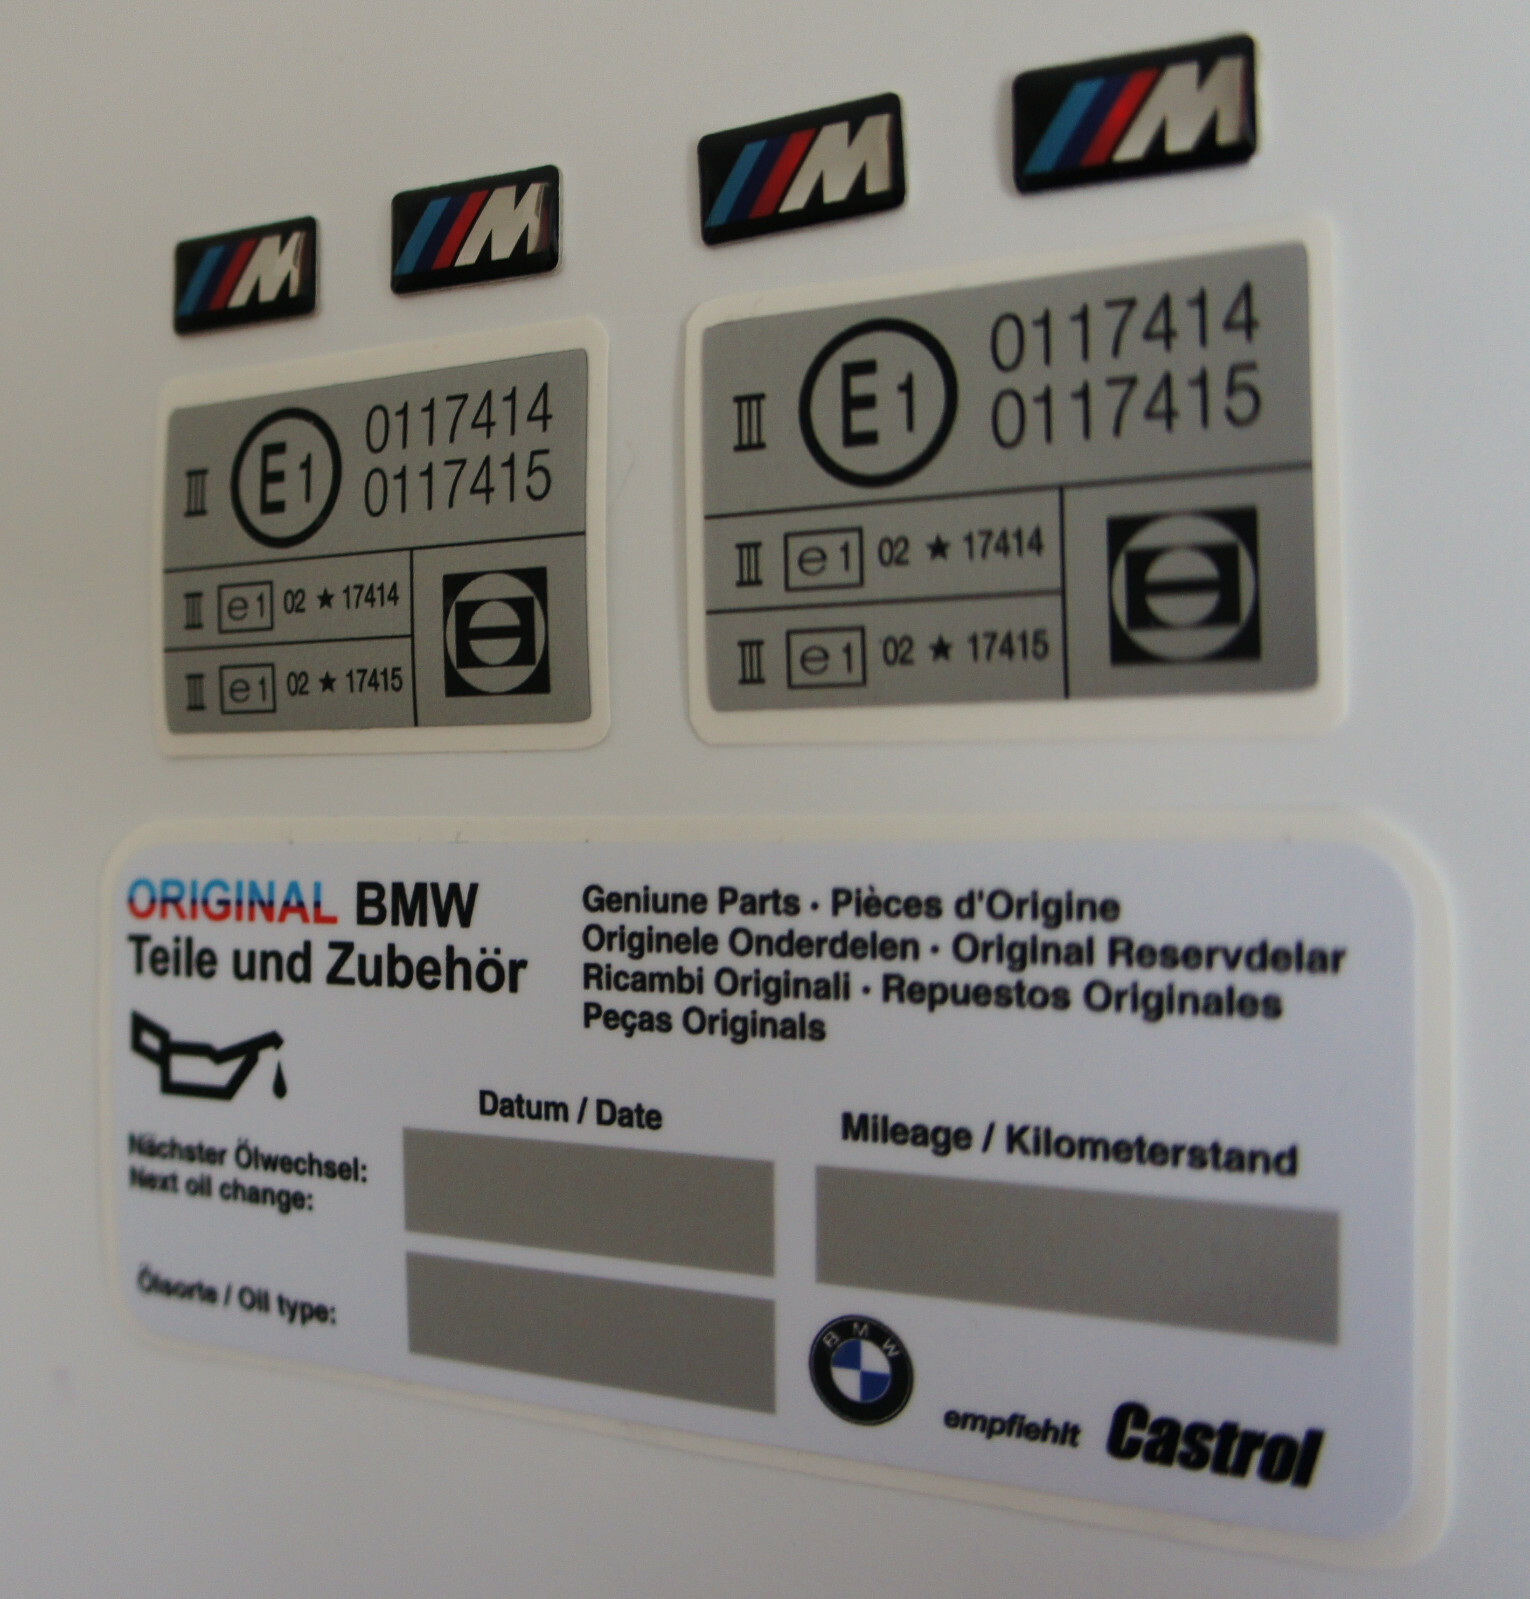 M
M
M
M
III E1 0117414
0117415
III e1 02 ★ 17414
III e1 02 ★ 17415
III E1 0117414
0117415
III e1 02 ★ 17414
III e1 02 ★ 17415
ORIGINAL BMW
Teile und Zubehör
Geniune Parts · Pièces d'Origine
Originele Onderdelen · Original Reservdelar
Ricambi Originali · Repuestos Originales
Peças Originals
Datum / Date
Mileage / Kilometerstand
Nächster Ölwechsel:
Next oil change:
Ölsorte / Oil type:
BMW
empfiehlt Castrol